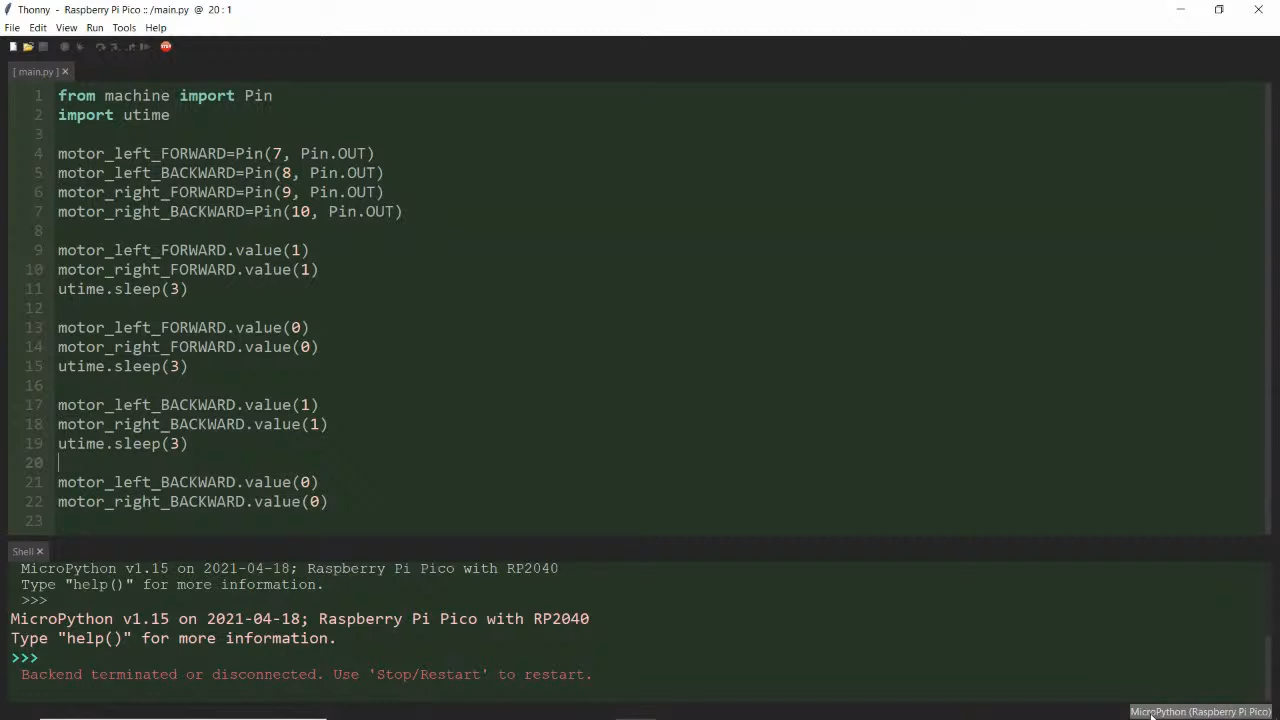 Thonny - Raspberry Pi Pico :: /main.py @ 20 : 1
File Edit View Run Tools Help
STOP
[ main.py ] ×
1 from machine import Pin
2 import utime
3
4 motor_left_FORWARD=Pin(7, Pin.OUT)
5 motor_left_BACKWARD=Pin(8, Pin.OUT)
6 motor_right_FORWARD=Pin(9, Pin.OUT)
7 motor_right_BACKWARD=Pin(10, Pin.OUT)
8
9 motor_left_FORWARD.value(1)
10 motor_right_FORWARD.value(1)
11 utime.sleep(3)
12
13 motor_left_FORWARD.value(0)
14 motor_right_FORWARD.value(0)
15 utime.sleep(3)
16
17 motor_left_BACKWARD.value(1)
18 motor_right_BACKWARD.value(1)
19 utime.sleep(3)
20
21 motor_left_BACKWARD.value(0)
22 motor_right_BACKWARD.value(0)
23
Shell ×
MicroPython v1.15 on 2021-04-18; Raspberry Pi Pico with RP2040
Type "help()" for more information.
>>>
MicroPython v1.15 on 2021-04-18; Raspberry Pi Pico with RP2040
Type "help()" for more information.
>>>
Backend terminated or disconnected. Use 'Stop/Restart' to restart.
MicroPython (Raspberry Pi Pico)